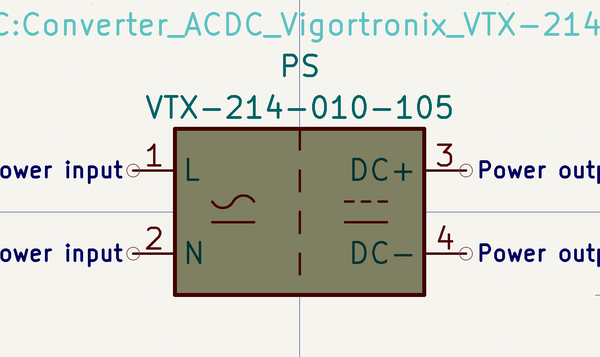 C:Converter_ACDC_Vigortronix_VTX-214
PS
VTX-214-010-105
ower input 1 L DC+ 3 Power outp
ower input 2 N DC- 4 Power outp